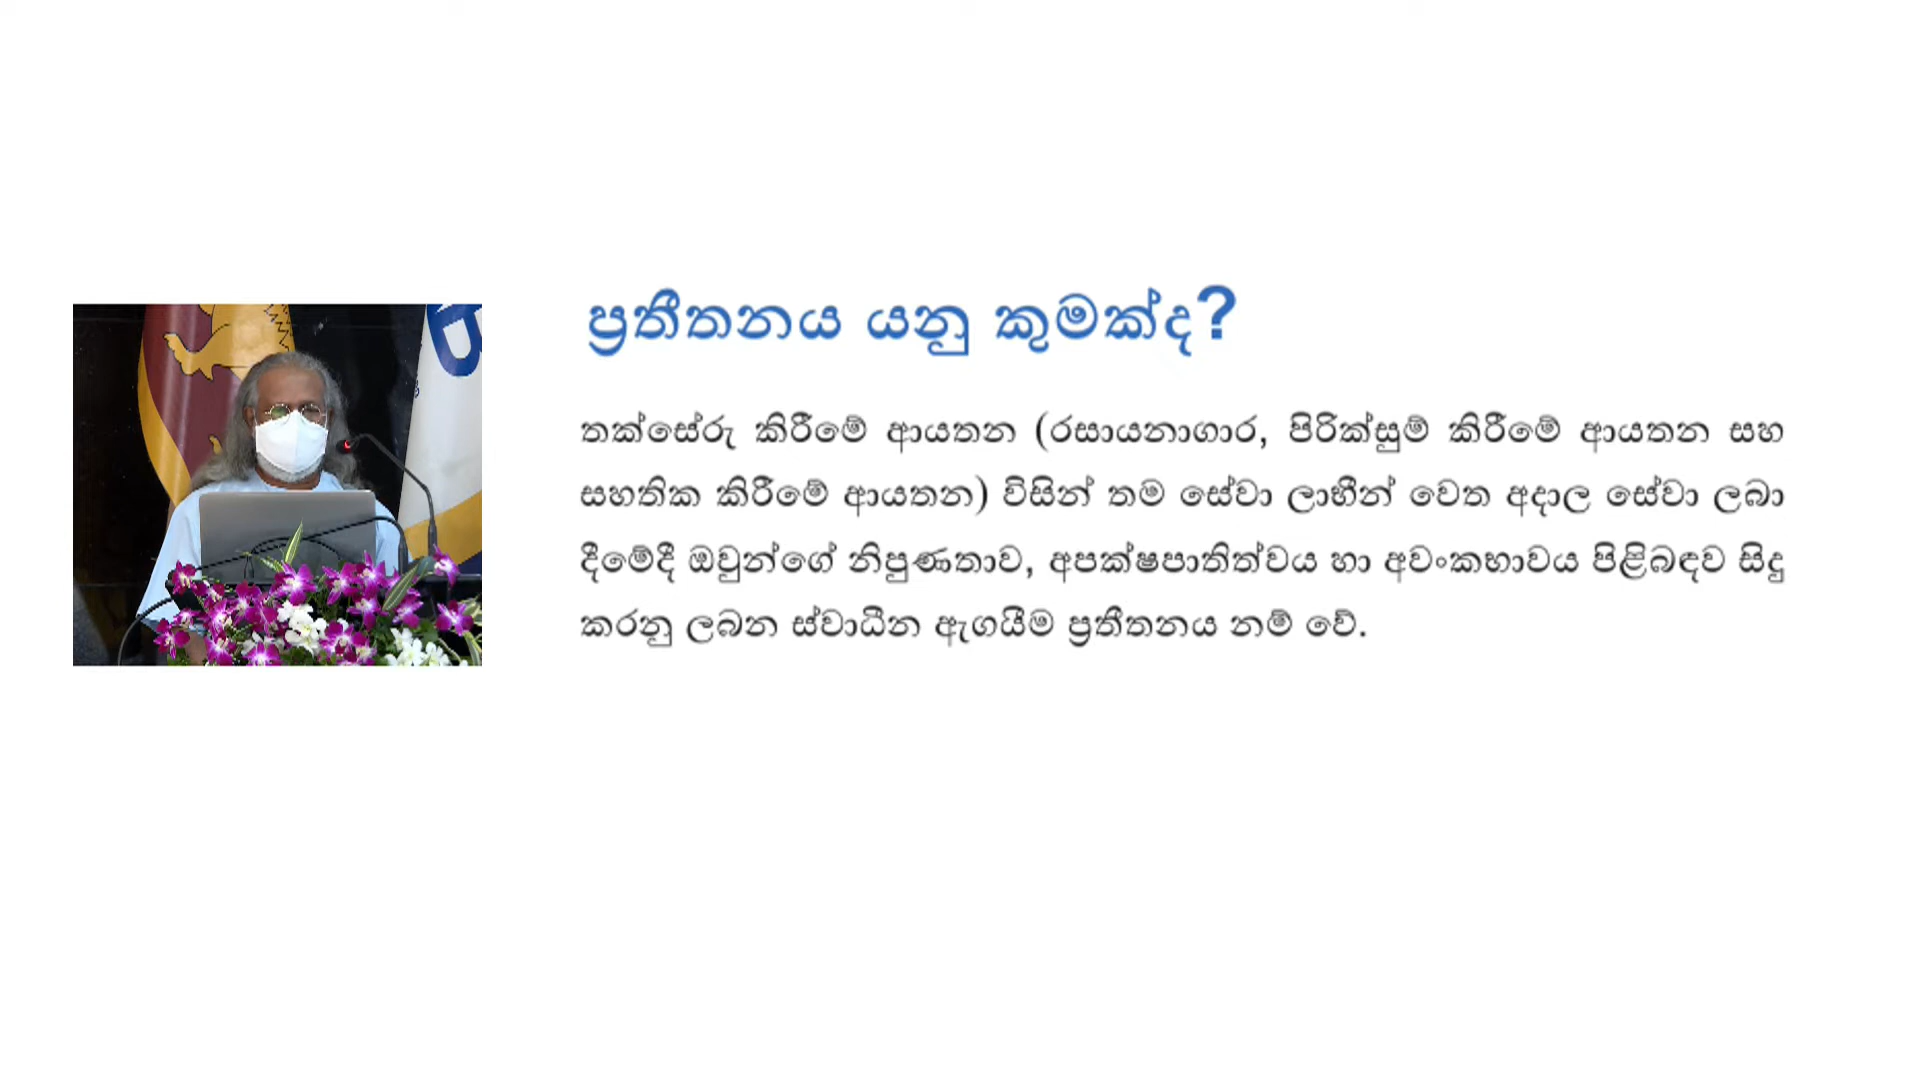 ප්‍රතීතනය යනු කුමක්ද?
තක්සේරු කිරීමේ ආයතන (රසායනාගාර, පිරික්සුම් කිරීමේ ආයතන සහ
සහතික කිරීමේ ආයතන) විසින් තම සේවා ලාභීන් වෙත අදාල සේවා ලබා
දීමේදී ඔවුන්ගේ නිපුණතාව, අපක්ෂපාතිත්වය හා අවංකභාවය පිළිබඳව සිදු
කරනු ලබන ස්වාධීන ඇගයීම ප්‍රතීතනය නම් වේ.